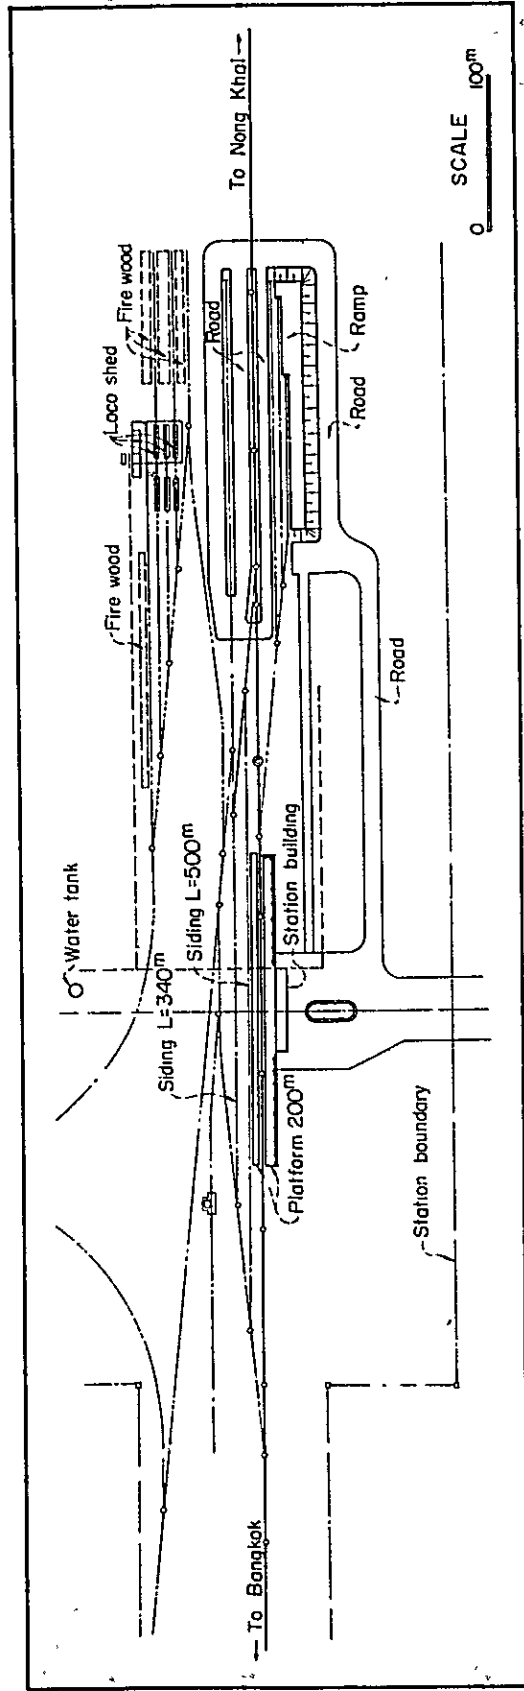 To Nong Khai
SCALE
0 100m
Fire wood
Loco shed
Road
Ramp
Road
Fire wood
Road
Water tank
Siding L=500m
Siding L=340m
Station building
Platform 200m
Station boundary
To Bangkok